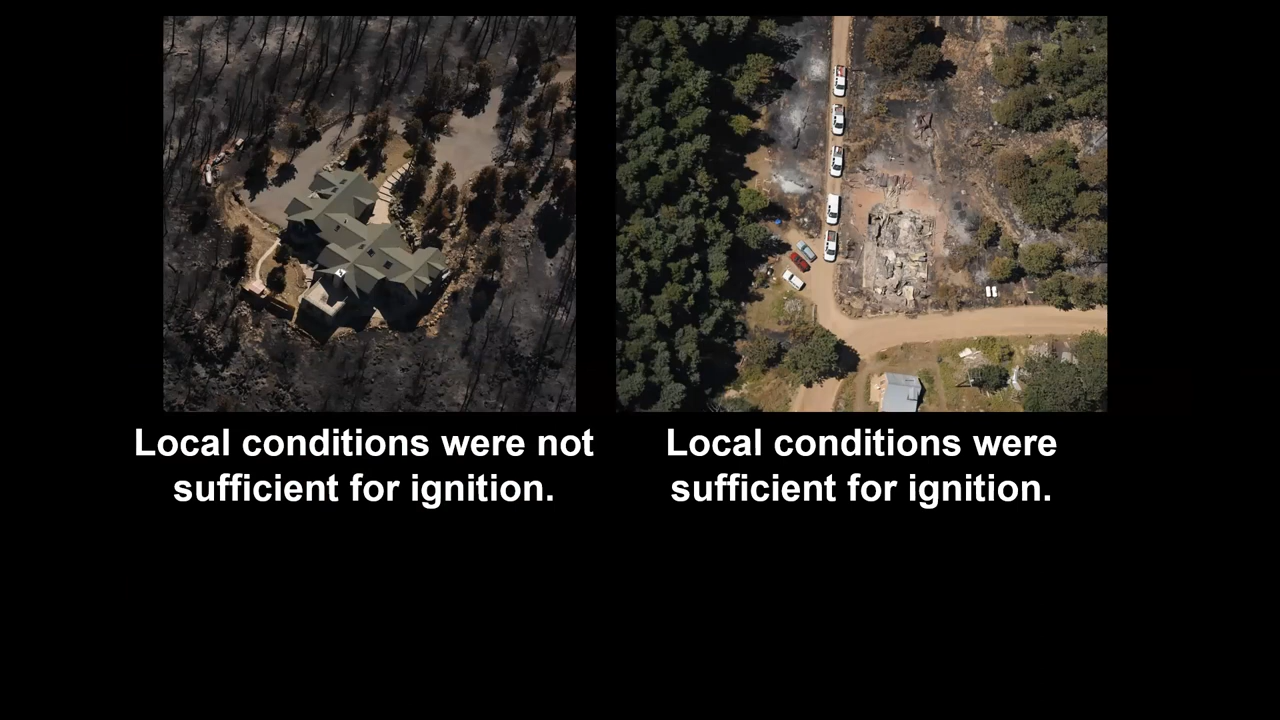 Local conditions were not
sufficient for ignition.
Local conditions were
sufficient for ignition.